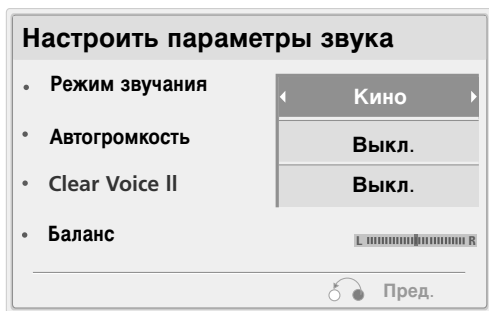 Настроить параметры звука
• Режим звучания Кино
• Автогромкость Выкл.
• Clear Voice II Выкл.
• Баланс L R
Пред.